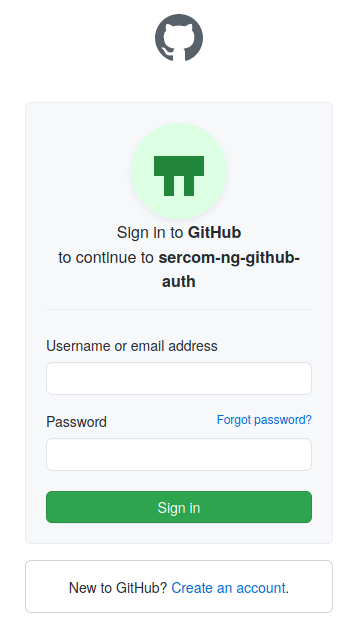 Sign in to GitHub
to continue to sercom-ng-github-
auth
Username or email address
Password
Forgot password?
Sign in
New to GitHub? Create an account.